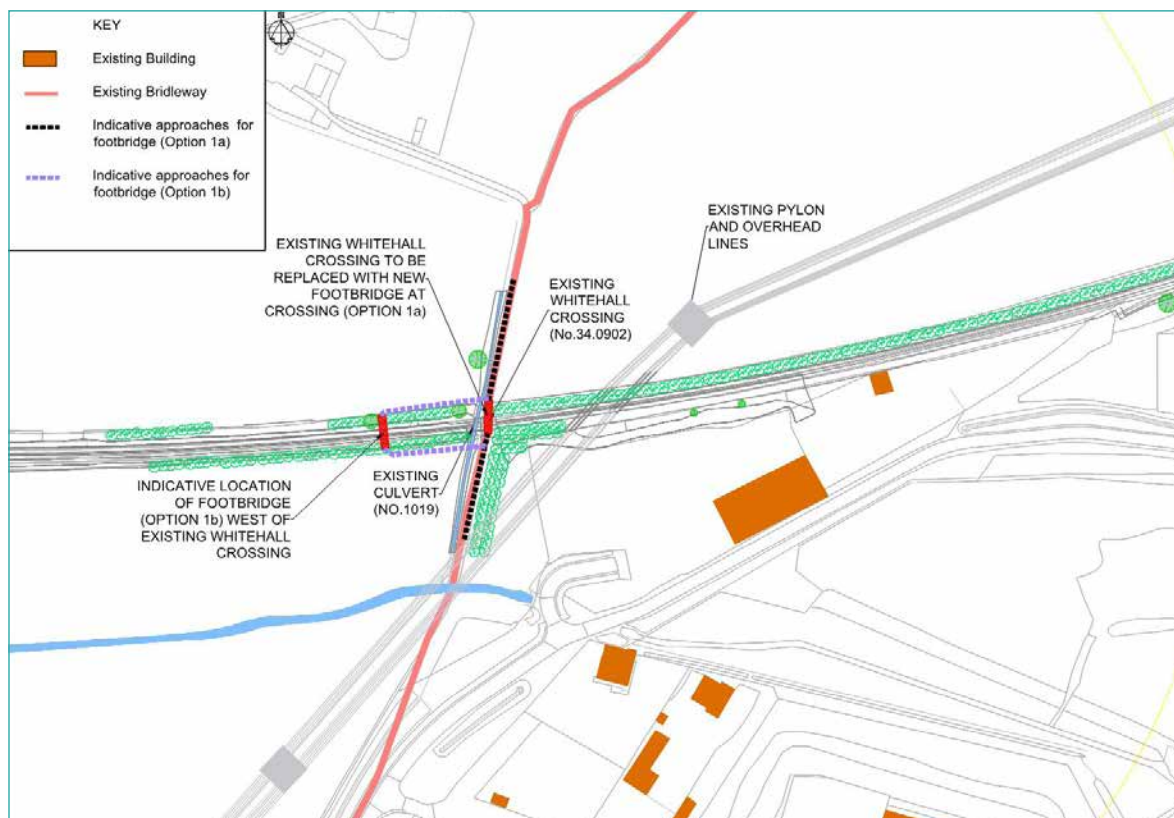 KEY
Existing Building
Existing Bridleway
Indicative approaches for
footbridge (Option 1a)
Indicative approaches for
footbridge (Option 1b)
EXISTING WHITEHALL
CROSSING TO BE
REPLACED WITH NEW
FOOTBRIDGE AT
CROSSING (OPTION 1a)
EXISTING
WHITEHALL
CROSSING
(No.34.0902)
EXISTING PYLON
AND OVERHEAD
LINES
INDICATIVE LOCATION
OF FOOTBRIDGE
(OPTION 1b) WEST OF
EXISTING WHITEHALL
CROSSING
EXISTING
CULVERT
(NO.1019)